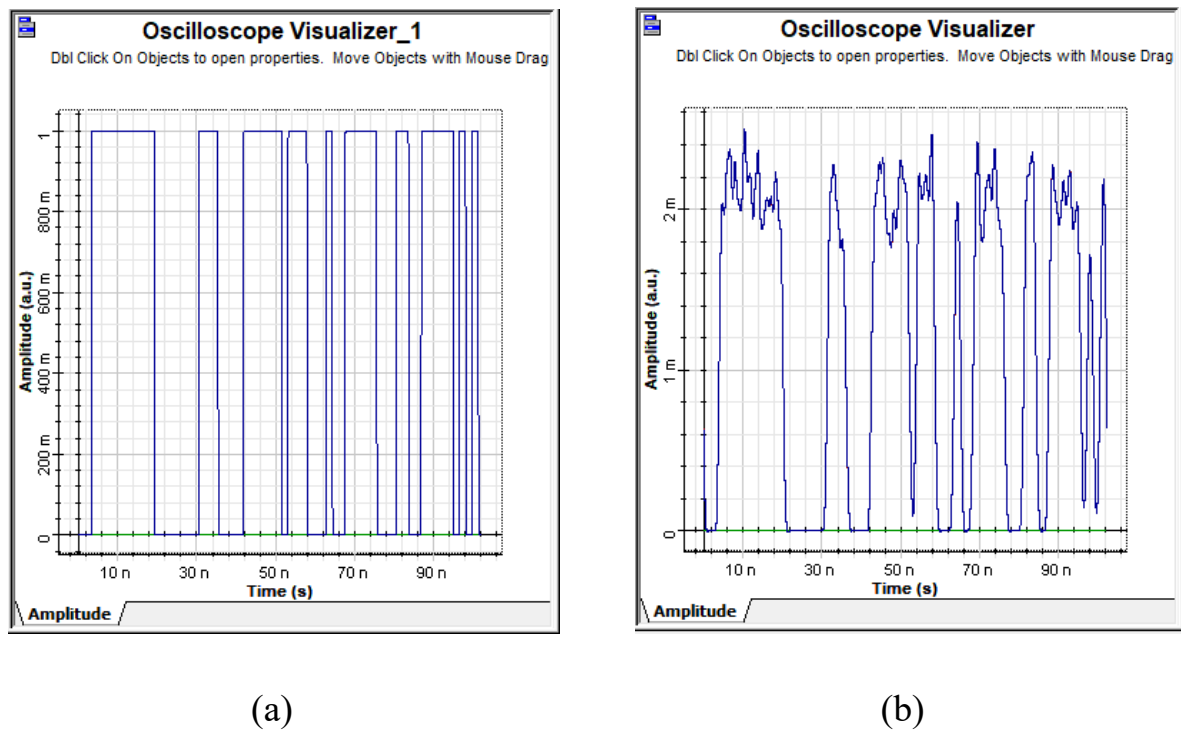 Oscilloscope Visualizer_1
Dbl Click On Objects to open properties. Move Objects with Mouse Drag
Amplitude (a.u.)
1
800 m
600 m
400 m
200 m
0
10 n 30 n 50 n 70 n 90 n
Time (s)
Amplitude
(a)
Oscilloscope Visualizer
Dbl Click On Objects to open properties. Move Objects with Mouse Drag
Amplitude (a.u.)
2 m
1 m
0
10 n 30 n 50 n 70 n 90 n
Time (s)
Amplitude
(b)